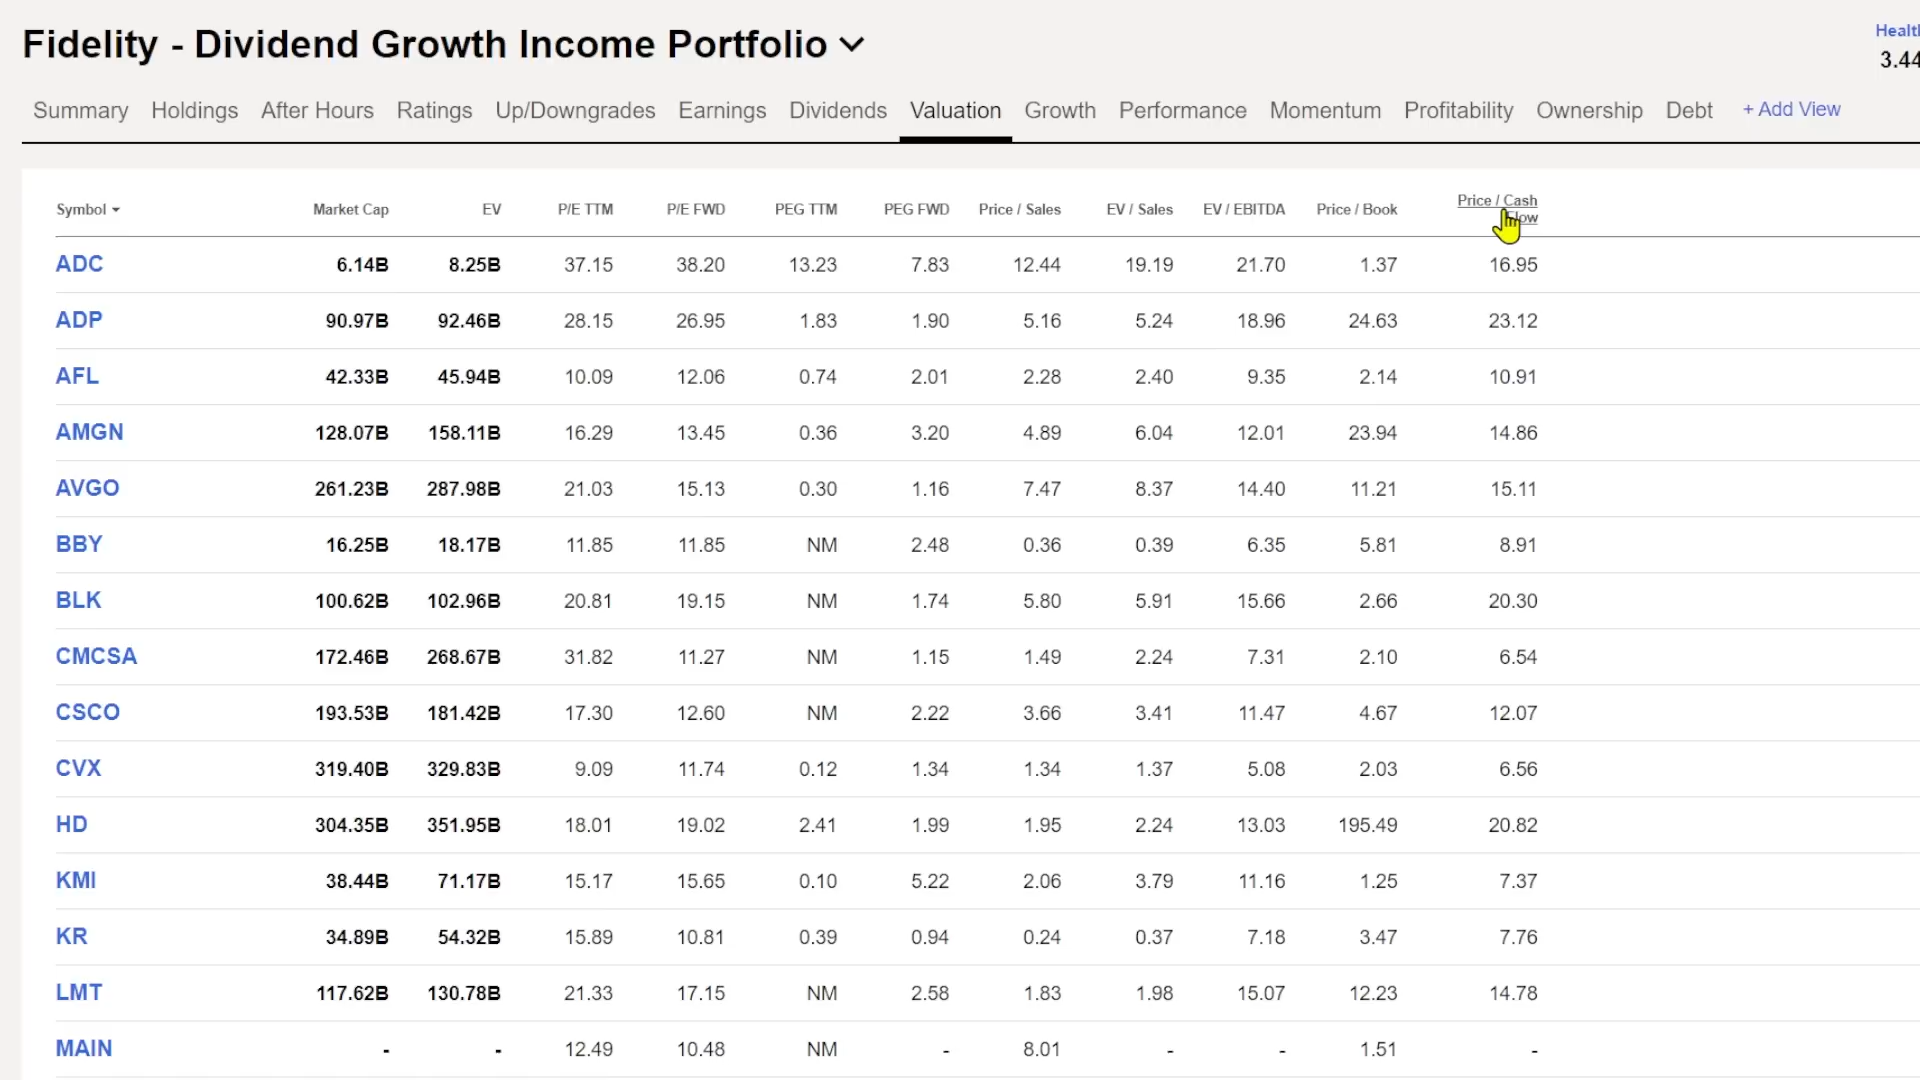 Fidelity - Dividend Growth Income Portfolio
Health
3.44
Summary Holdings After Hours Ratings Up/Downgrades Earnings Dividends Valuation Growth Performance Momentum Profitability Ownership Debt + Add View
Symbol Market Cap EV P/E TTM P/E FWD PEG TTM PEG FWD Price / Sales EV / Sales EV / EBITDA Price / Book Price / Cash Flow
ADC 6.14B 8.25B 37.15 38.20 13.23 7.83 12.44 19.19 21.70 1.37 16.95
ADP 90.97B 92.46B 28.15 26.95 1.83 1.90 5.16 5.24 18.96 24.63 23.12
AFL 42.33B 45.94B 10.09 12.06 0.74 2.01 2.28 2.40 9.35 2.14 10.91
AMGN 128.07B 158.11B 16.29 13.45 0.36 3.20 4.89 6.04 12.01 23.94 14.86
AVGO 261.23B 287.98B 21.03 15.13 0.30 1.16 7.47 8.37 14.40 11.21 15.11
BBY 16.25B 18.17B 11.85 11.85 NM 2.48 0.36 0.39 6.35 5.81 8.91
BLK 100.62B 102.96B 20.81 19.15 NM 1.74 5.80 5.91 15.66 2.66 20.30
CMCSA 172.46B 268.67B 31.82 11.27 NM 1.15 1.49 2.24 7.31 2.10 6.54
CSCO 193.53B 181.42B 17.30 12.60 NM 2.22 3.66 3.41 11.47 4.67 12.07
CVX 319.40B 329.83B 9.09 11.74 0.12 1.34 1.34 1.37 5.08 2.03 6.56
HD 304.35B 351.95B 18.01 19.02 2.41 1.99 1.95 2.24 13.03 195.49 20.82
KMI 38.44B 71.17B 15.17 15.65 0.10 5.22 2.06 3.79 11.16 1.25 7.37
KR 34.89B 54.32B 15.89 10.81 0.39 0.94 0.24 0.37 7.18 3.47 7.76
LMT 117.62B 130.78B 21.33 17.15 NM 2.58 1.83 1.98 15.07 12.23 14.78
MAIN - - 12.49 10.48 NM - 8.01 - - 1.51 -